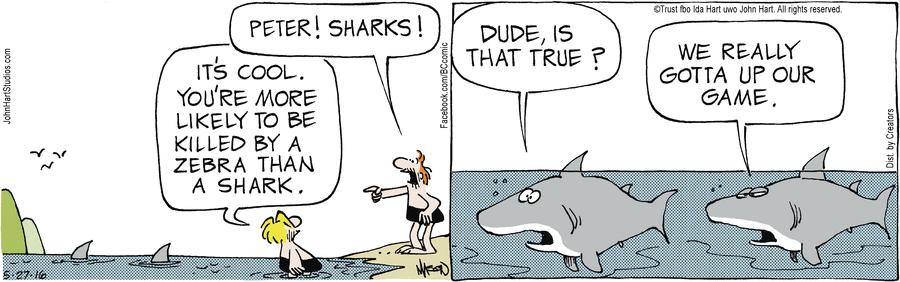 JohnHartStudios.com
PETER! SHARKS!
IT'S COOL.
YOU'RE MORE
LIKELY TO BE
KILLED BY A
ZEBRA THAN
A SHARK.
5-27-16
MASON
Facebook.com/BCcomic
©Trust fbo Ida Hart uwo John Hart. All rights reserved.
DUDE, IS
THAT TRUE?
WE REALLY
GOTTA UP OUR
GAME.
Dist. by Creators